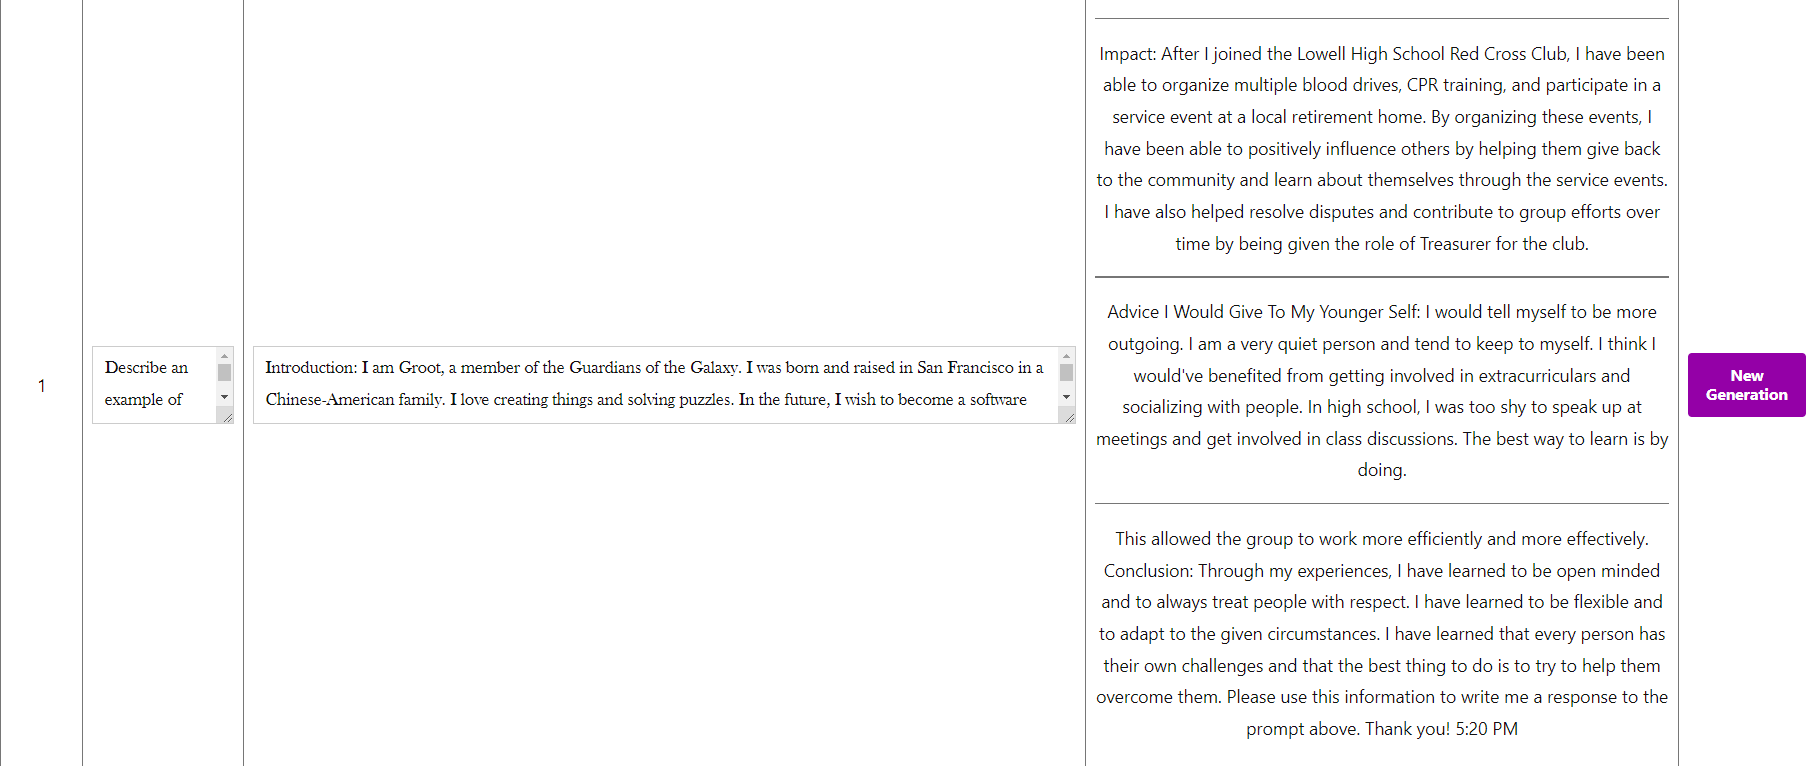 1
Describe an
example of
Introduction: I am Groot, a member of the Guardians of the Galaxy. I was born and raised in San Francisco in a
Chinese-American family. I love creating things and solving puzzles. In the future, I wish to become a software
Impact: After I joined the Lowell High School Red Cross Club, I have been
able to organize multiple blood drives, CPR training, and participate in a
service event at a local retirement home. By organizing these events, I
have been able to positively influence others by helping them give back
to the community and learn about themselves through the service events.
I have also helped resolve disputes and contribute to group efforts over
time by being given the role of Treasurer for the club.
Advice I Would Give To My Younger Self: I would tell myself to be more
outgoing. I am a very quiet person and tend to keep to myself. I think I
would've benefited from getting involved in extracurriculars and
socializing with people. In high school, I was too shy to speak up at
meetings and get involved in class discussions. The best way to learn is by
doing.
This allowed the group to work more efficiently and more effectively.
Conclusion: Through my experiences, I have learned to be open minded
and to always treat people with respect. I have learned to be flexible and
to adapt to the given circumstances. I have learned that every person has
their own challenges and that the best thing to do is to try to help them
overcome them. Please use this information to write me a response to the
prompt above. Thank you! 5:20 PM
New
Generation